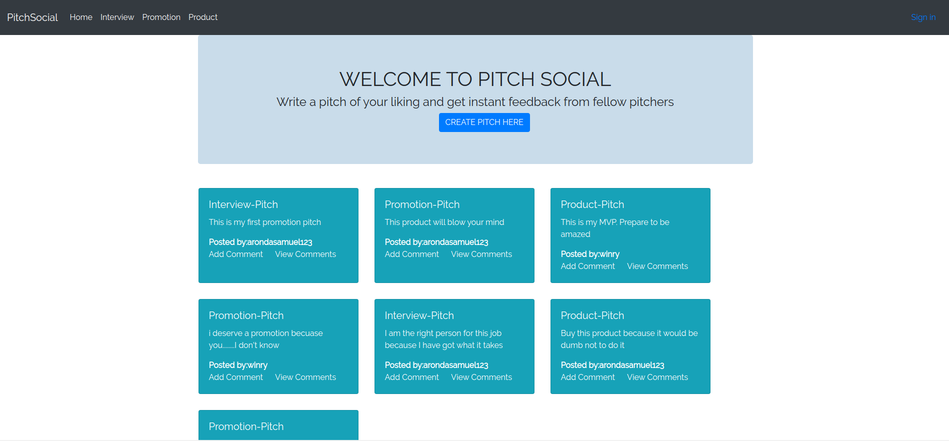 PitchSocial Home Interview Promotion Product Sign in
WELCOME TO PITCH SOCIAL
Write a pitch of your liking and get instant feedback from fellow pitchers
CREATE PITCH HERE
Interview-Pitch
This is my first promotion pitch
Posted by:arondasamuel123
Add Comment View Comments
Promotion-Pitch
This product will blow your mind
Posted by:arondasamuel123
Add Comment View Comments
Product-Pitch
This is my MVP. Prepare to be
amazed
Posted by:winry
Add Comment View Comments
Promotion-Pitch
i deserve a promotion becuase
you.......I don't know
Posted by:winry
Add Comment View Comments
Interview-Pitch
I am the right person for this job
because I have got what it takes
Posted by:arondasamuel123
Add Comment View Comments
Product-Pitch
Buy this product because it would be
dumb not to do it
Posted by:arondasamuel123
Add Comment View Comments
Promotion-Pitch